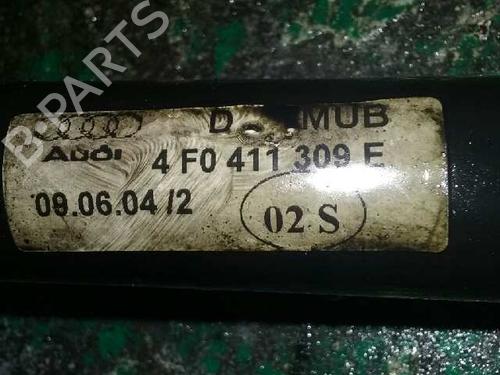 B-PARTS
D MUB
Audi 4 F0 411 309 E
09.06.04 /2
02 S